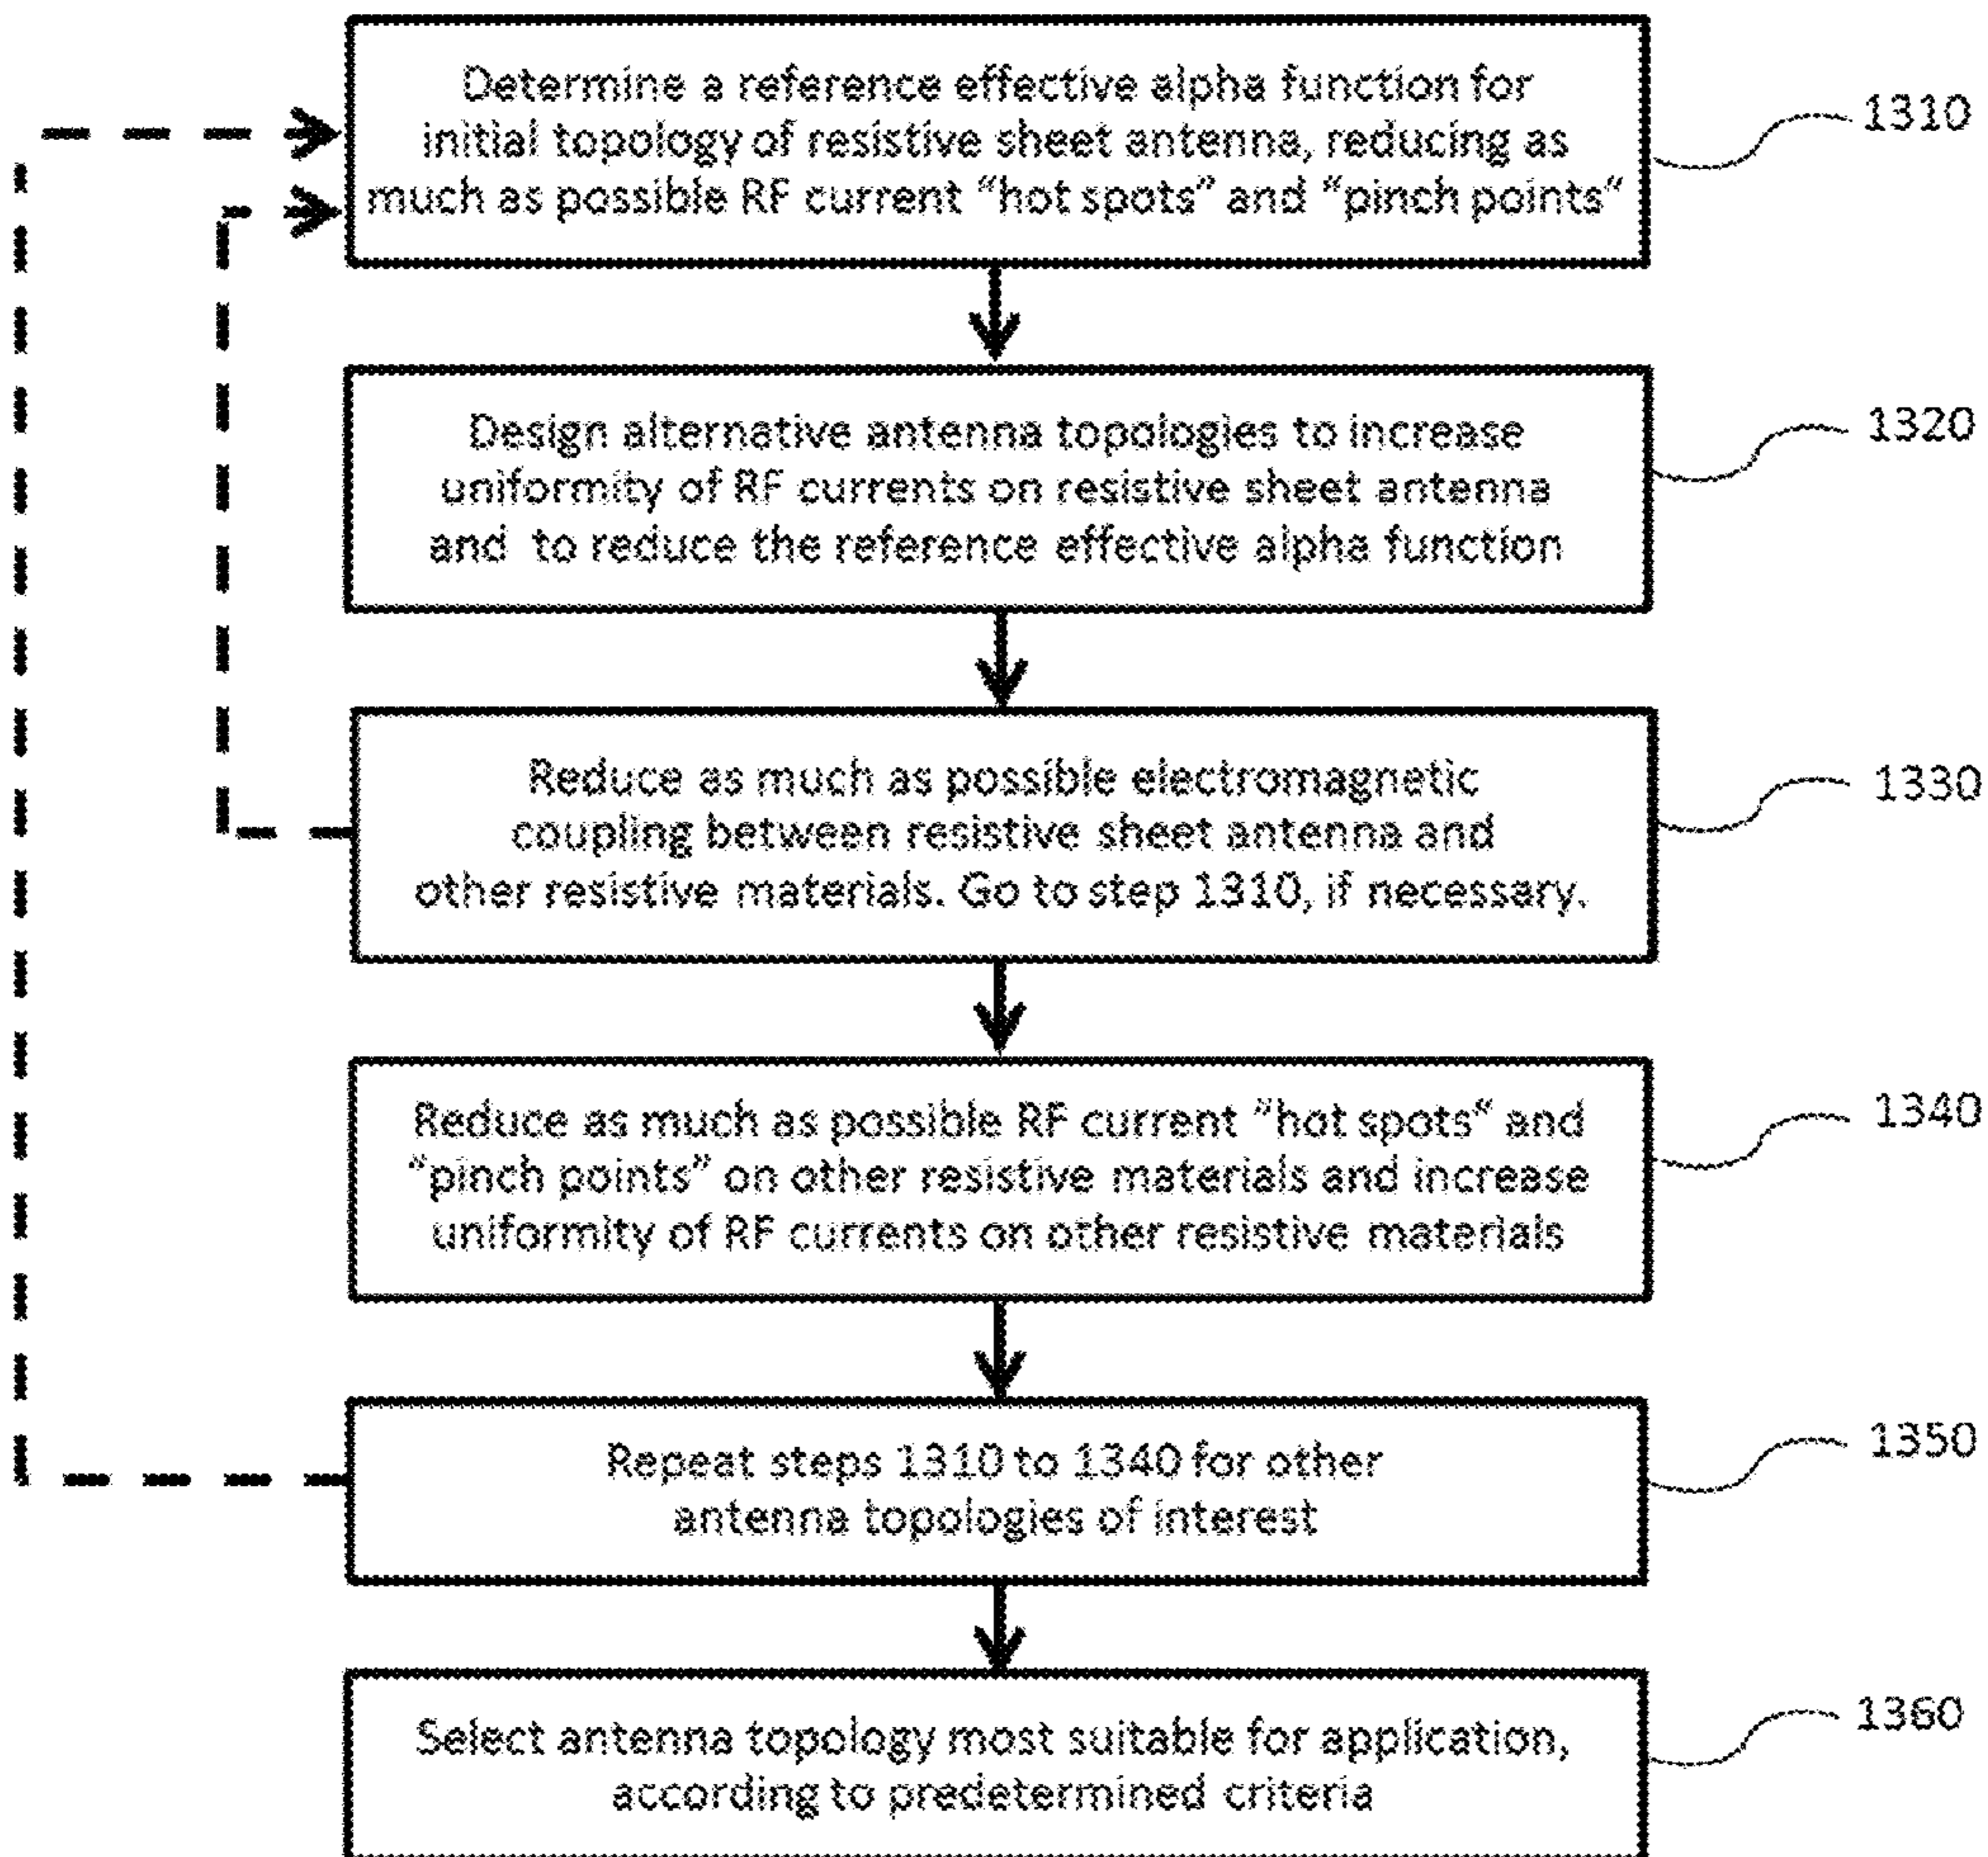 Determine a reference effective alpha function for
initial topology of resistive sheet antenna, reducing as
much as possible RF current “hot spots” and “pinch points“
1310
Design alternative antenna topologies to increase
uniformity of RF currents on resistive sheet antenna
and to reduce the reference effective alpha function
1320
Reduce as much as possible electromagnetic
coupling between resistive sheet antenna and
other resistive materials. Go to step 1310, if necessary.
1330
Reduce as much as possible RF current “hot spots“ and
“pinch points” on other resistive materials and increase
uniformity of RF currents on other resistive materials
1340
Repeat steps 1310 to 1340 for other
antenna topologies of interest
1350
Select antenna topology most suitable for application,
according to predetermined criteria
1360